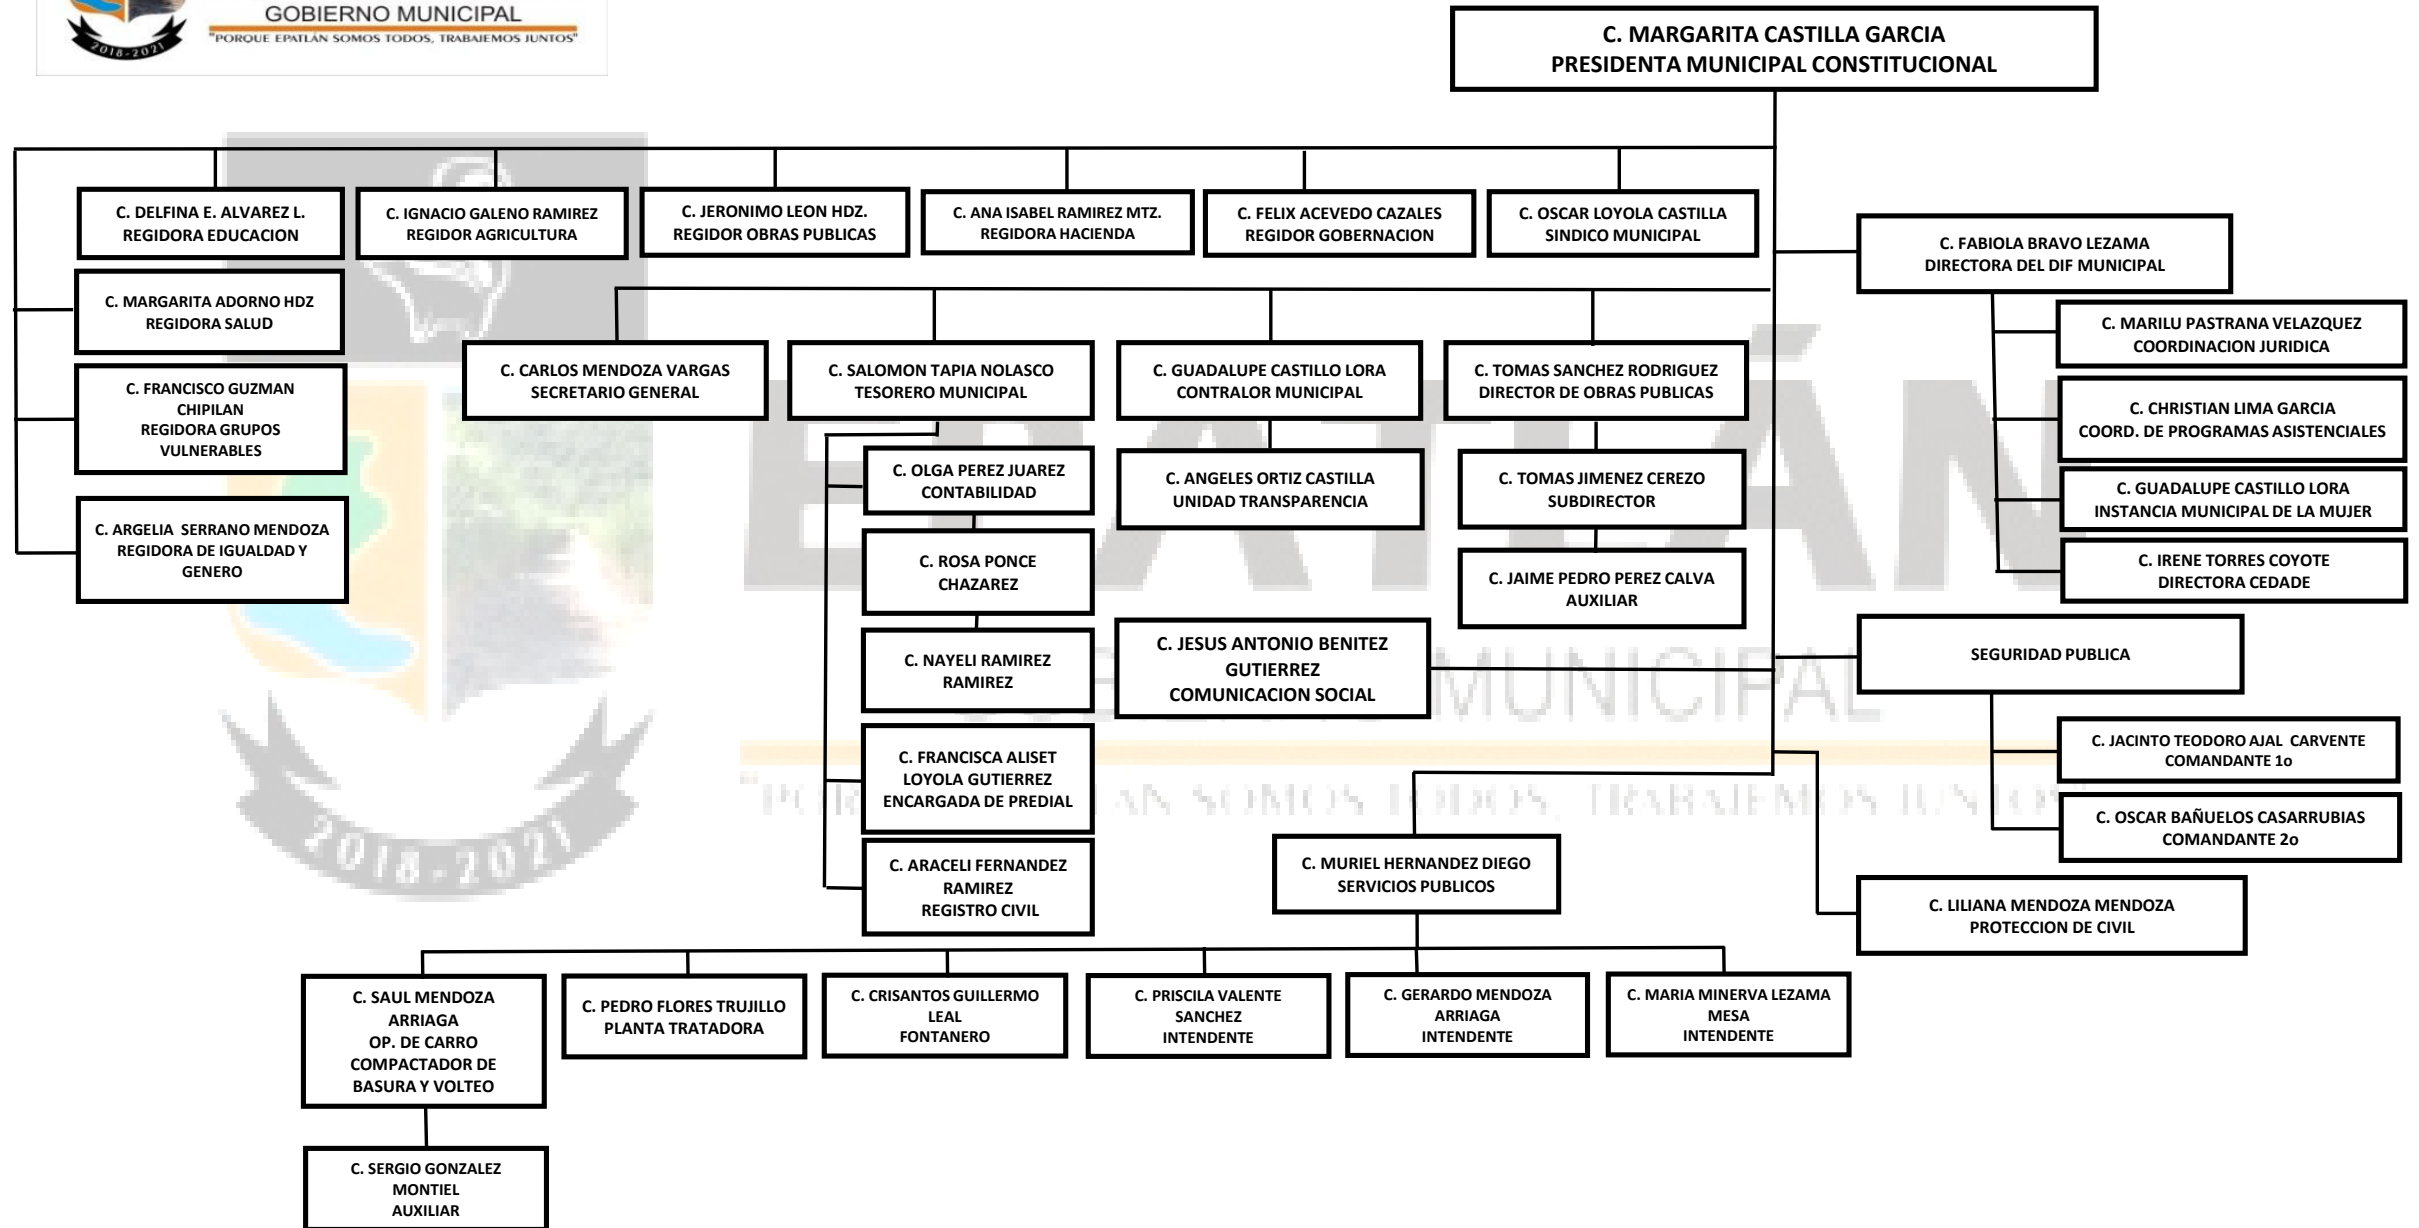 GOBIERNO MUNICIPAL
"PORQUE EPATLÁN SOMOS TODOS, TRABAJEMOS JUNTOS"
2018-2021
C. MARGARITA CASTILLA GARCIA
PRESIDENTA MUNICIPAL CONSTITUCIONAL
C. DELFINA E. ALVAREZ L.
REGIDORA EDUCACION
C. IGNACIO GALENO RAMIREZ
REGIDOR AGRICULTURA
C. JERONIMO LEON HDZ.
REGIDOR OBRAS PUBLICAS
C. ANA ISABEL RAMIREZ MTZ.
REGIDORA HACIENDA
C. FELIX ACEVEDO CAZALES
REGIDOR GOBERNACION
C. OSCAR LOYOLA CASTILLA
SINDICO MUNICIPAL
C. FABIOLA BRAVO LEZAMA
DIRECTORA DEL DIF MUNICIPAL
C. MARGARITA ADORNO HDZ
REGIDORA SALUD
C. FRANCISCO GUZMAN
CHIPILAN
REGIDORA GRUPOS
VULNERABLES
C. ARGELIA  SERRANO MENDOZA
REGIDORA DE IGUALDAD Y
GENERO
C. CARLOS MENDOZA VARGAS
SECRETARIO GENERAL
C. SALOMON TAPIA NOLASCO
TESORERO MUNICIPAL
C. GUADALUPE CASTILLO LORA
CONTRALOR MUNICIPAL
C. TOMAS SANCHEZ RODRIGUEZ
DIRECTOR DE OBRAS PUBLICAS
C. MARILU PASTRANA VELAZQUEZ
COORDINACION JURIDICA
C. CHRISTIAN LIMA GARCIA
COORD. DE PROGRAMAS ASISTENCIALES
C. GUADALUPE CASTILLO LORA
INSTANCIA MUNICIPAL DE LA MUJER
C. IRENE TORRES COYOTE
DIRECTORA CEDADE
C. OLGA PEREZ JUAREZ
CONTABILIDAD
C. ROSA PONCE
CHAZAREZ
C. NAYELI RAMIREZ
RAMIREZ
C. FRANCISCA ALISET
LOYOLA GUTIERREZ
ENCARGADA DE PREDIAL
C. ARACELI FERNANDEZ
RAMIREZ
REGISTRO CIVIL
C. ANGELES ORTIZ CASTILLA
UNIDAD TRANSPARENCIA
C. TOMAS JIMENEZ CEREZO
SUBDIRECTOR
C. JAIME PEDRO PEREZ CALVA
AUXILIAR
C. JESUS ANTONIO BENITEZ
GUTIERREZ
COMUNICACION SOCIAL
SEGURIDAD PUBLICA
C. JACINTO TEODORO AJAL  CARVENTE
COMANDANTE 1o
C. OSCAR BAÑUELOS CASARRUBIAS
COMANDANTE 2o
C. LILIANA MENDOZA MENDOZA
PROTECCION DE CIVIL
C. MURIEL HERNANDEZ DIEGO
SERVICIOS PUBLICOS
C. SAUL MENDOZA
ARRIAGA
OP. DE CARRO
COMPACTADOR DE
BASURA Y VOLTEO
C. PEDRO FLORES TRUJILLO
PLANTA TRATADORA
C. CRISANTOS GUILLERMO
LEAL
FONTANERO
C. PRISCILA VALENTE
SANCHEZ
INTENDENTE
C. GERARDO MENDOZA
ARRIAGA
INTENDENTE
C. MARIA MINERVA LEZAMA
MESA
INTENDENTE
C. SERGIO GONZALEZ
MONTIEL
AUXILIAR
EPATLÁN
MUNICIPAL
SOMOS TODOS, TRABAJEMOS JUNTOS"
2018-2021